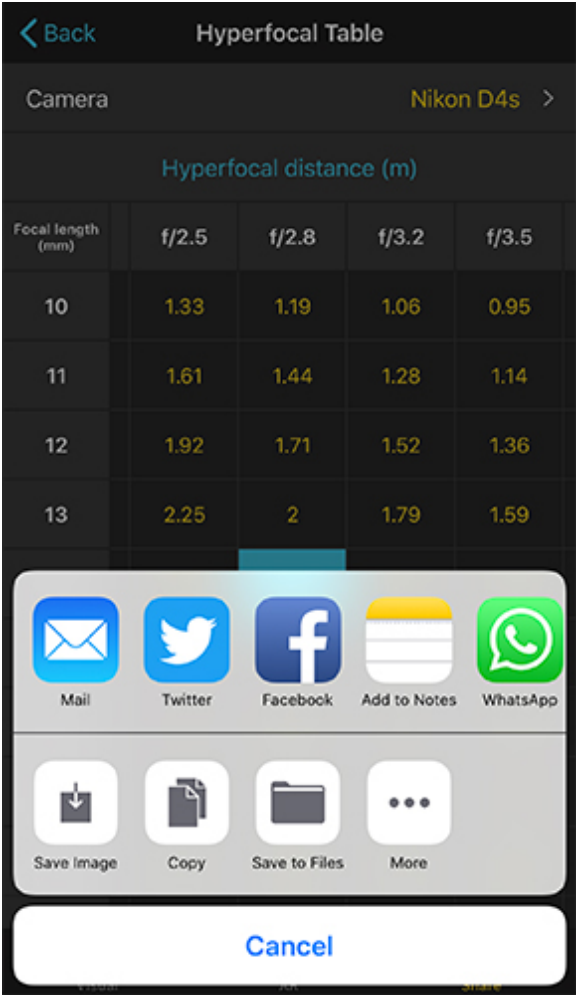 Back Hyperfocal Table
Camera Nikon D4s
Hyperfocal distance (m)
Focal length
(mm) f/2.5 f/2.8 f/3.2 f/3.5
10 1.33 1.19 1.06 0.95
11 1.61 1.44 1.28 1.14
12 1.92 1.71 1.52 1.36
13 2.25 2 1.79 1.59
Mail Twitter Facebook Add to Notes WhatsApp
Save Image Copy Save to Files More
Cancel
Visual AR Share